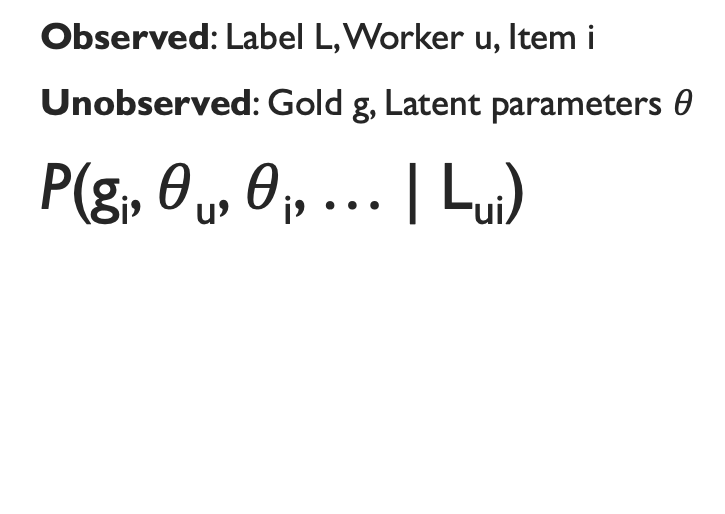 Observed: Label L, Worker u, Item i
Unobserved: Gold g, Latent parameters θ
P(gᵢ, θᵤ, θᵢ, … | Lᵤᵢ)